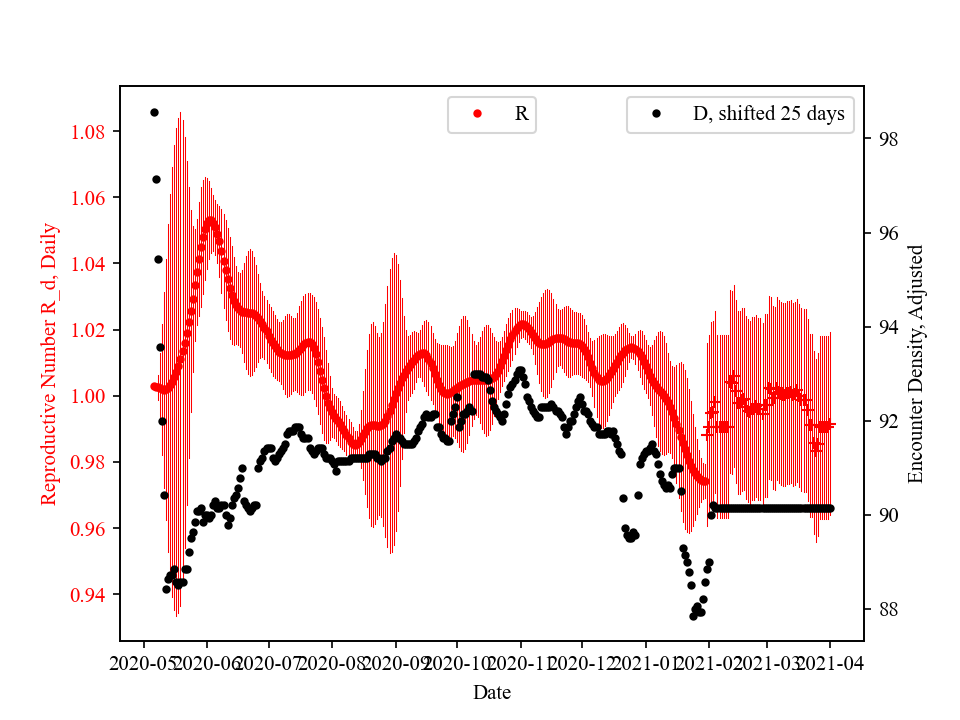 R
D, shifted 25 days
Reproductive Number R_d, Daily
1.08
1.06
1.04
1.02
1.00
0.98
0.96
0.94
98
96
94
92
90
88
Encounter Density, Adjusted
2020-05 2020-06 2020-07 2020-08 2020-09 2020-10 2020-11 2020-12 2021-01 2021-02 2021-03 2021-04
Date